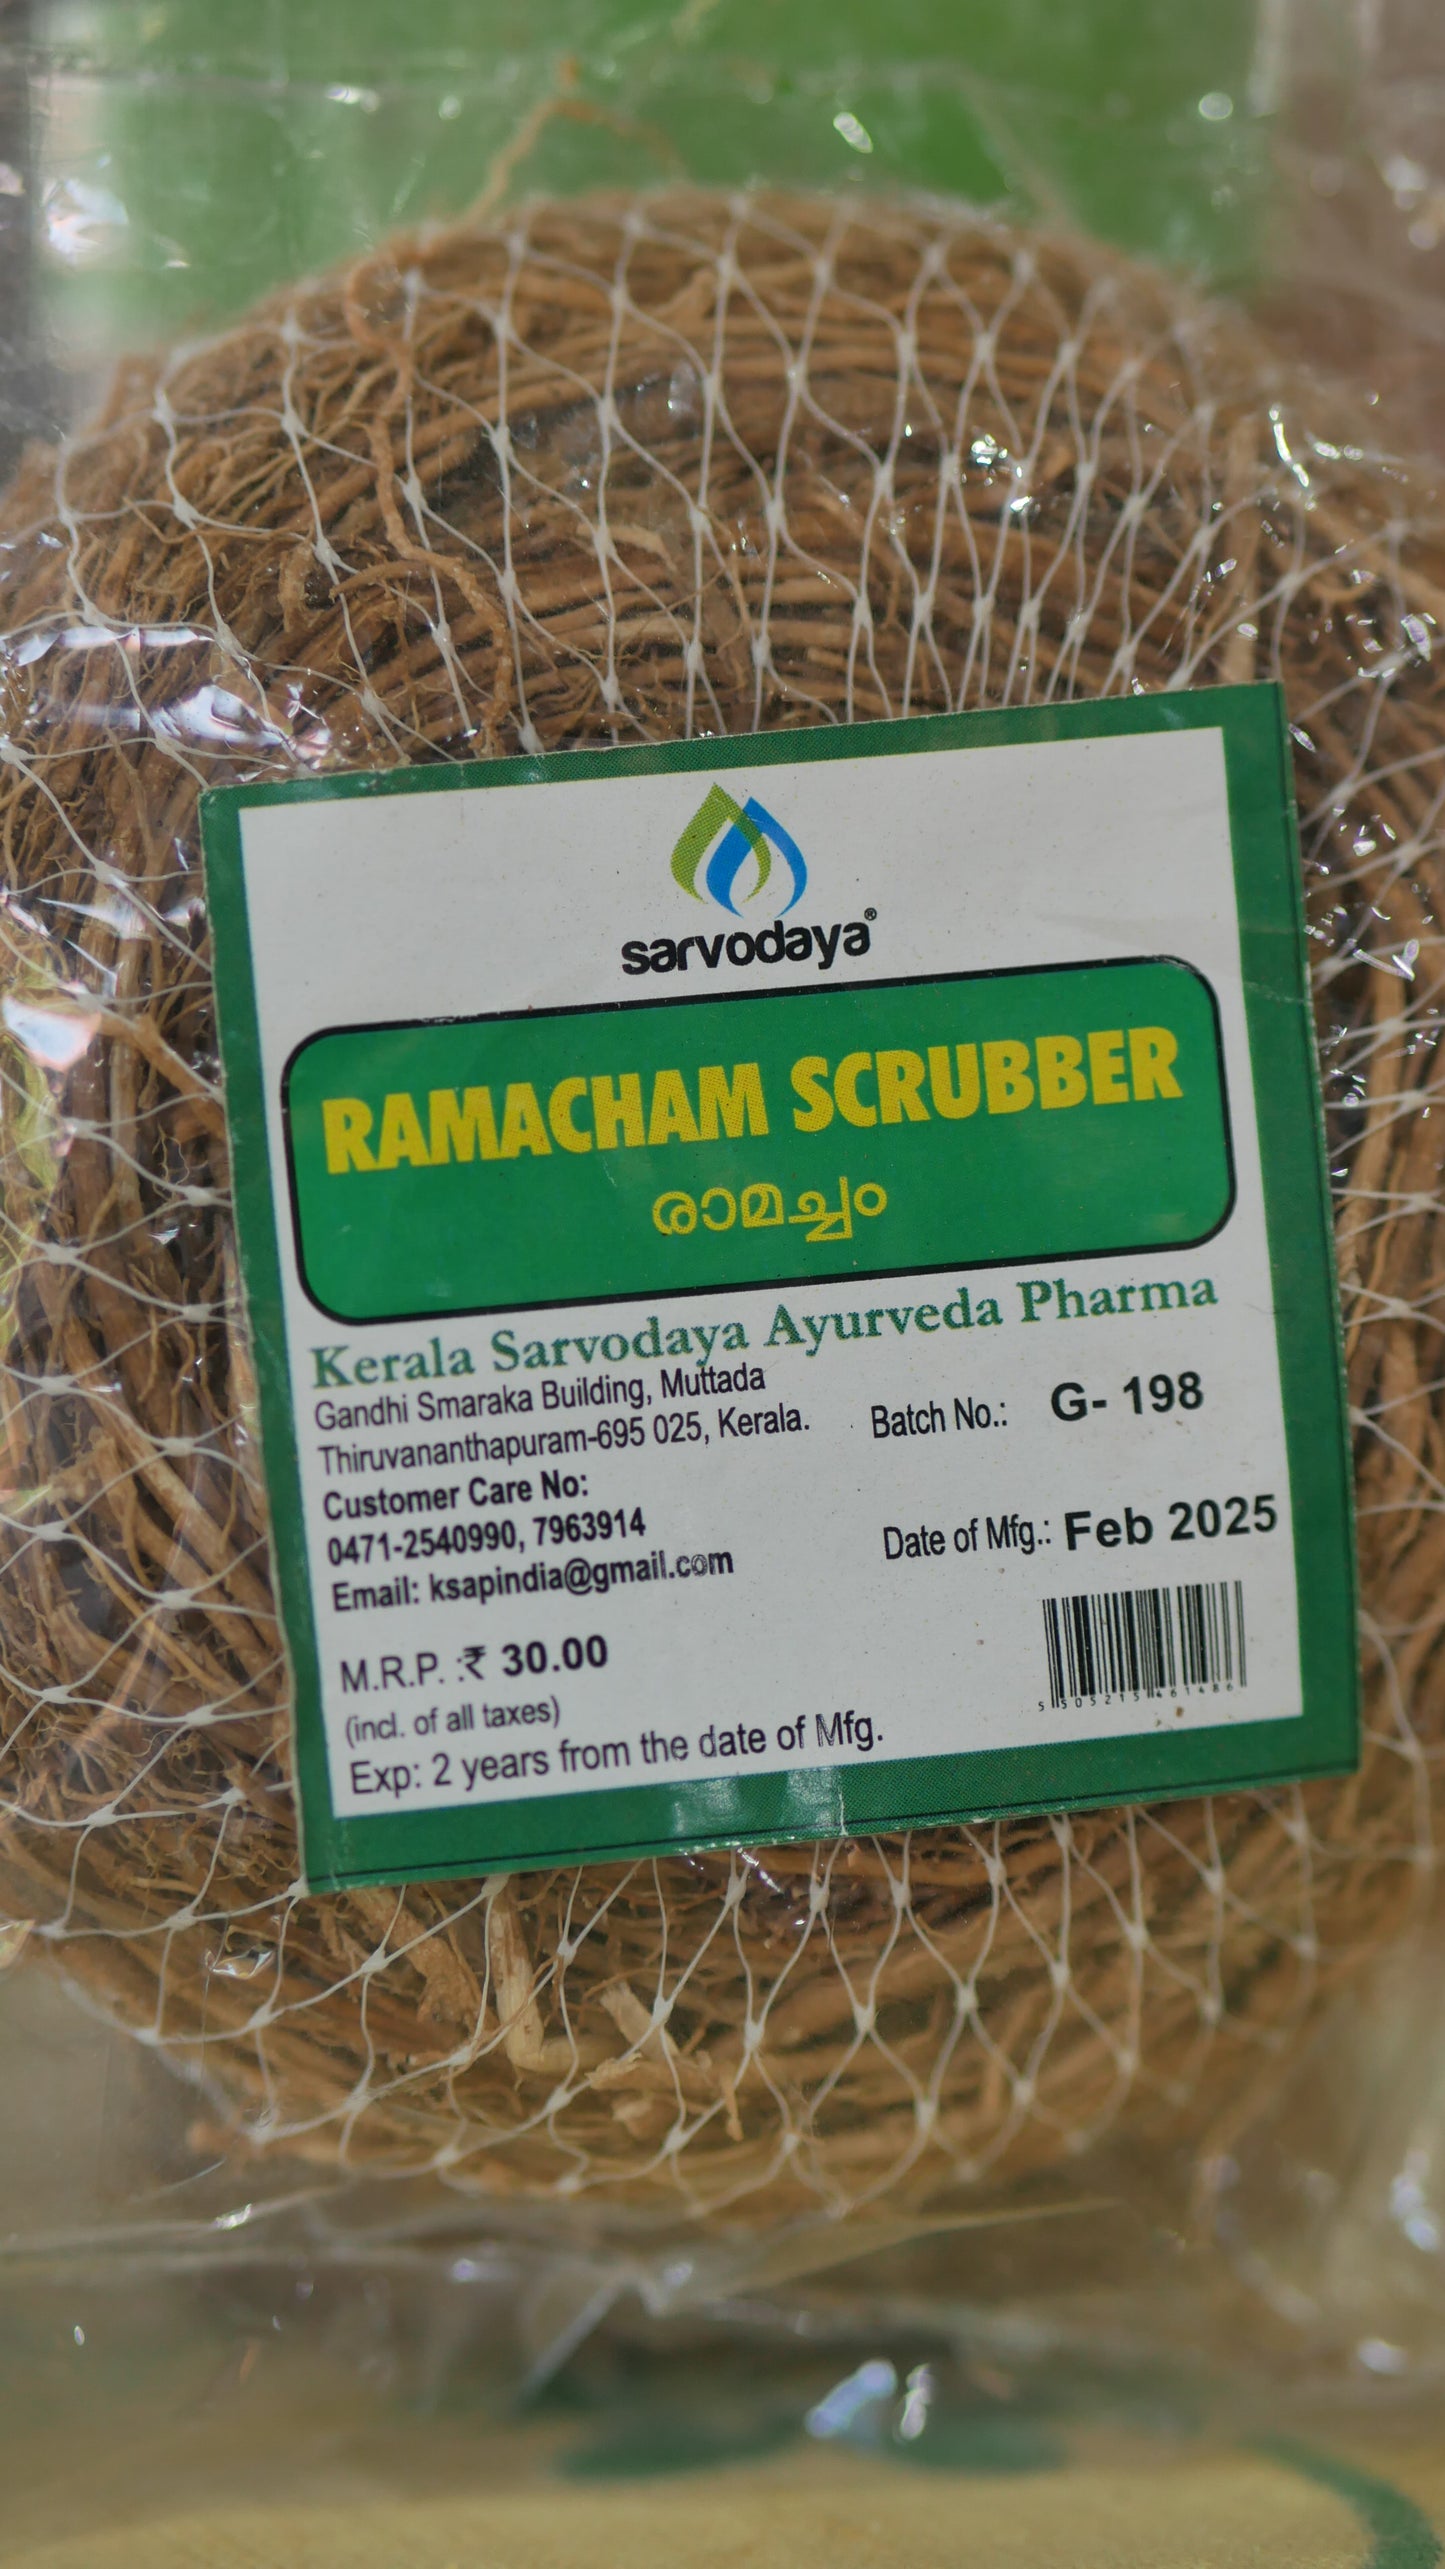 sarvodaya®
RAMACHAM SCRUBBER
രാമച്ചം
Kerala Sarvodaya Ayurveda Pharma
Gandhi Smaraka Building, Muttada
Thiruvananthapuram-695 025, Kerala.
Customer Care No:
0471-2540990, 7963914
Email: ksapindia@gmail.com
Batch No.: G- 198
Date of Mfg.: Feb 2025
M.R.P. :₹ 30.00
(incl. of all taxes)
Exp: 2 years from the date of Mfg.
5505215461486